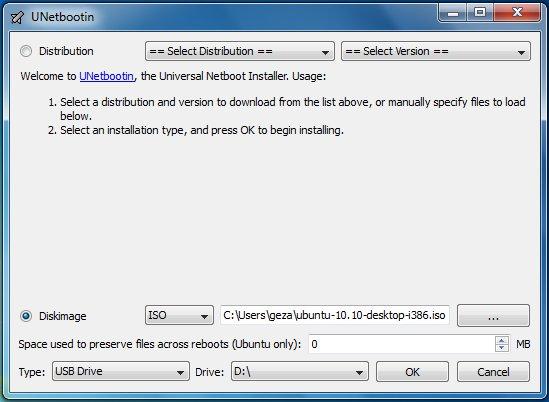 UNetbootin
Distribution == Select Distribution == == Select Version ==
Welcome to UNetbootin, the Universal Netboot Installer. Usage:
1. Select a distribution and version to download from the list above, or manually specify files to load
below.
2. Select an installation type, and press OK to begin installing.
Diskimage ISO C:\Users\geza\ubuntu-10.10-desktop-i386.iso ...
Space used to preserve files across reboots (Ubuntu only): 0 MB
Type: USB Drive Drive: D:\ OK Cancel